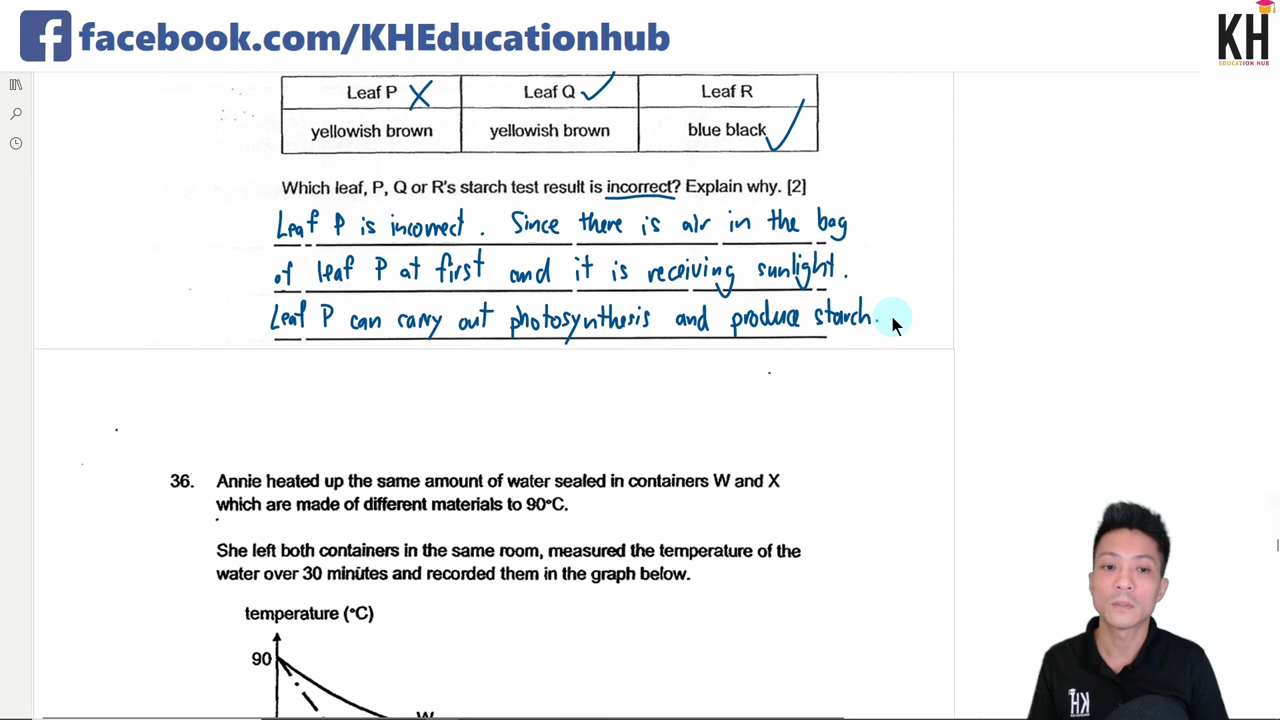 facebook.com/KHEducationhub
KH
EDUCATION HUB
Leaf P X Leaf Q ✓ Leaf R
yellowish brown yellowish brown blue black ✓
Which leaf, P, Q or R's starch test result is incorrect? Explain why. [2]
Leaf P is incorrect. Since there is air in the bag
of leaf P at first and it is receiving sunlight.
Leaf P can carry out photosynthesis and produce starch.
36. Annie heated up the same amount of water sealed in containers W and X
which are made of different materials to 90°C.
She left both containers in the same room, measured the temperature of the
water over 30 minutes and recorded them in the graph below.
temperature (°C)
90
W
KH